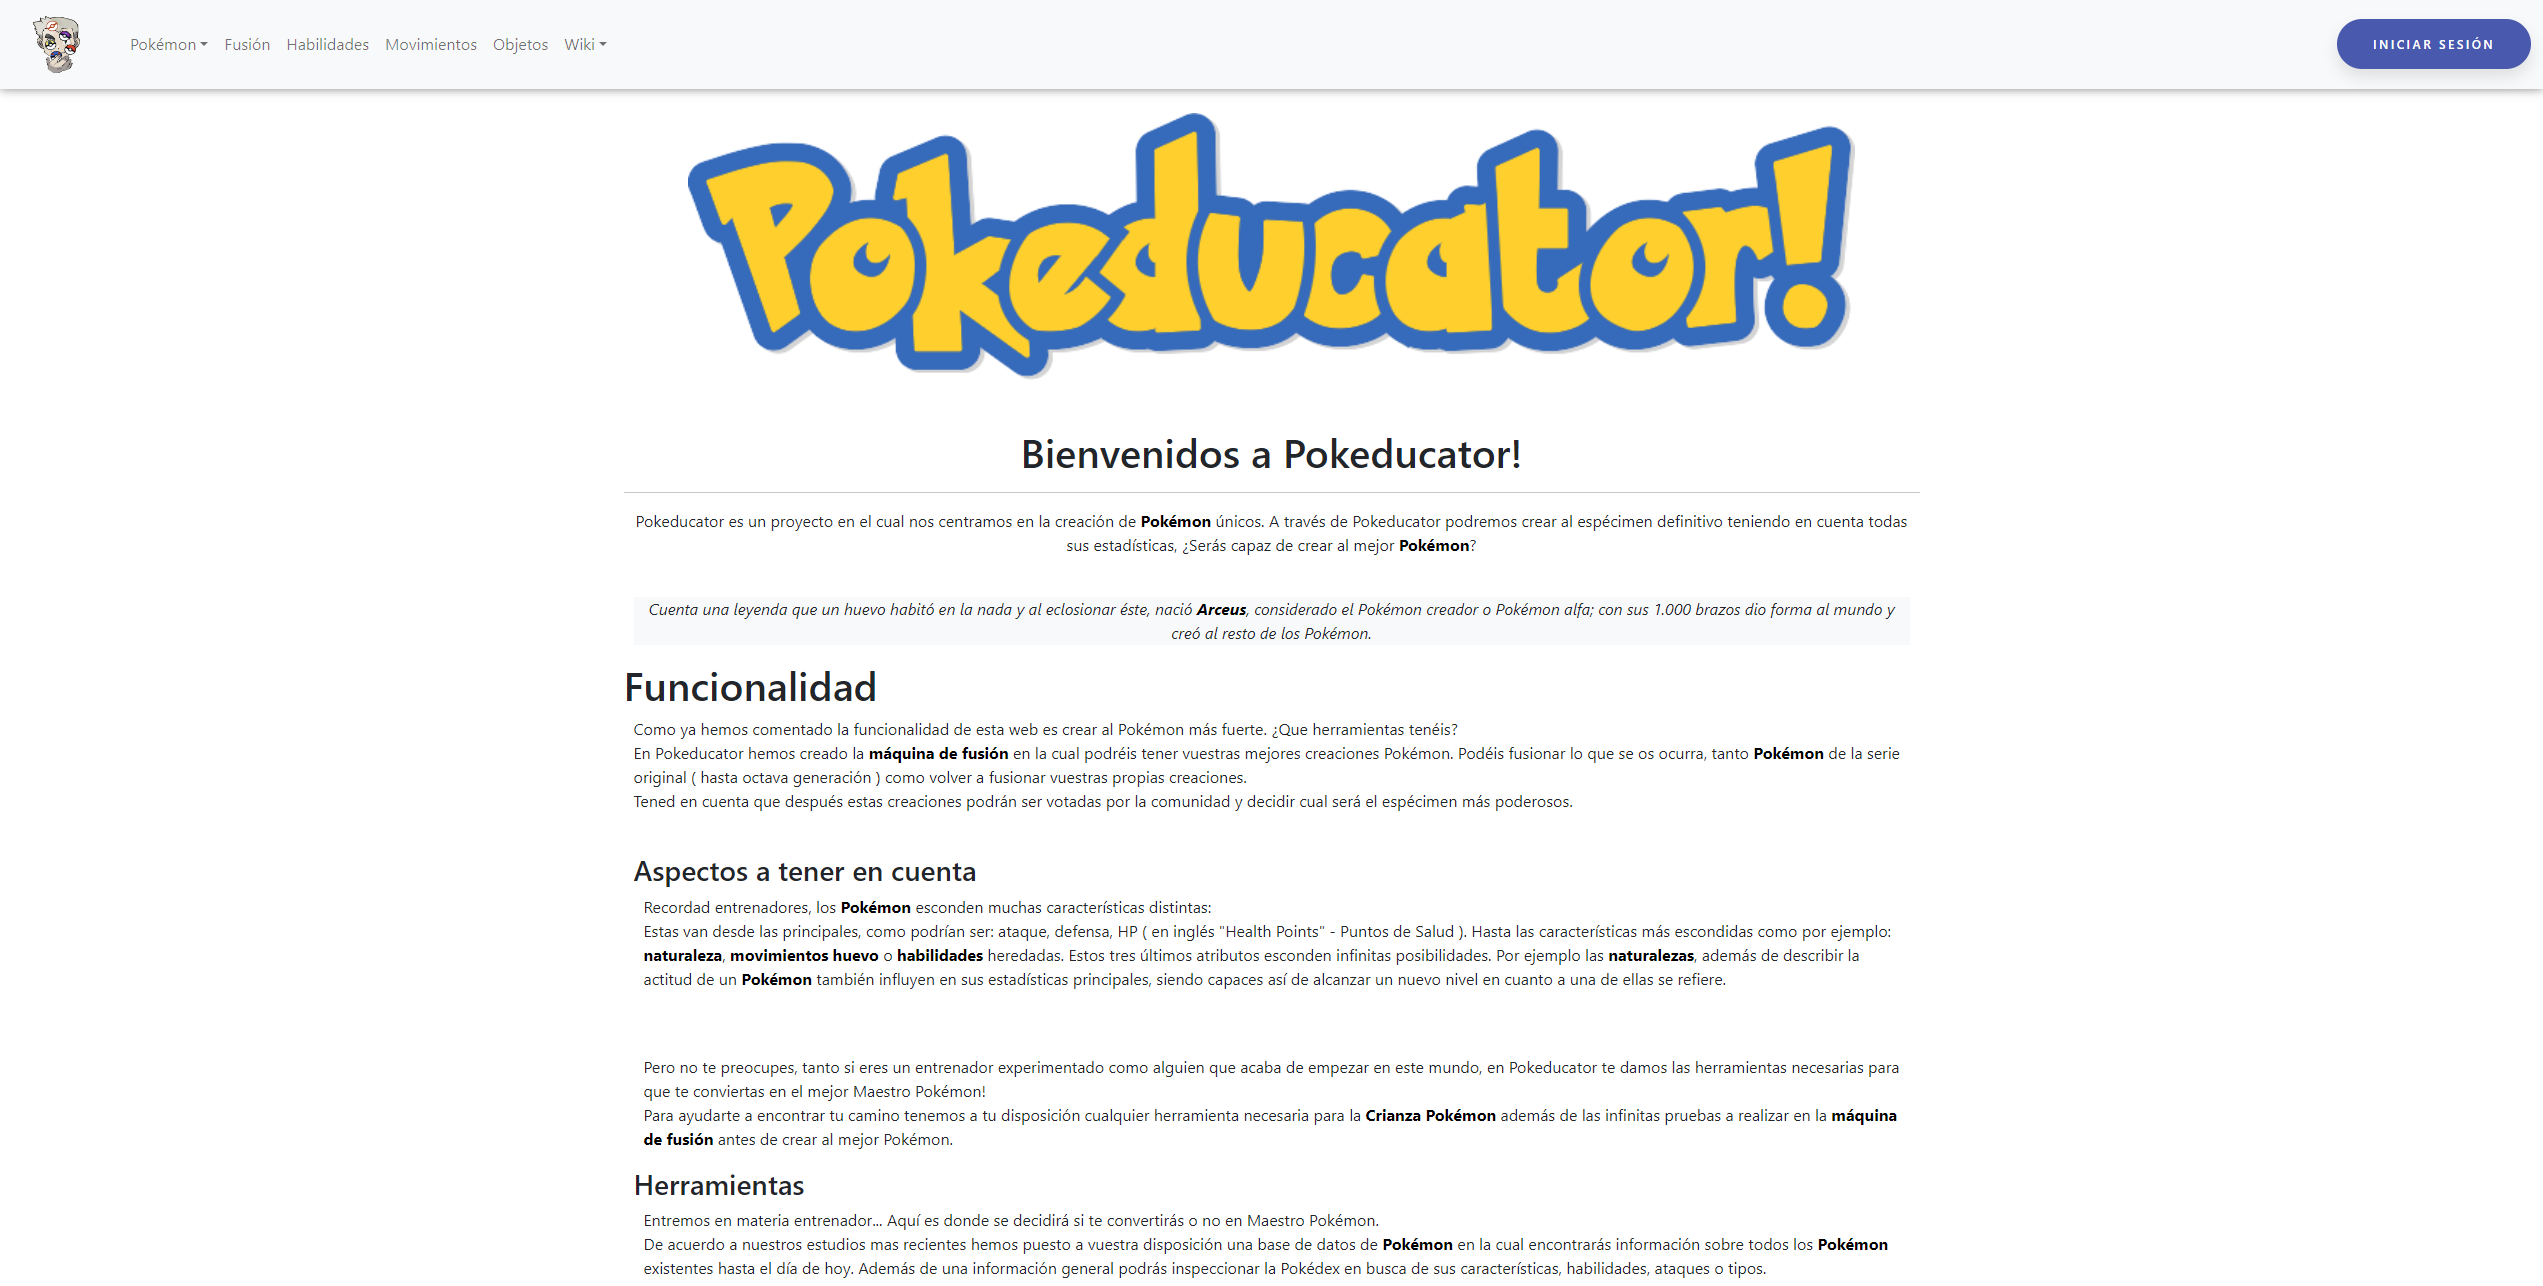 Pokémon
Fusión
Habilidades
Movimientos
Objetos
Wiki
INICIAR SESIÓN
Pokeducator!
Bienvenidos a Pokeducator!
Pokeducator es un proyecto en el cual nos centramos en la creación de Pokémon únicos. A través de Pokeducator podremos crear al espécimen definitivo teniendo en cuenta todas
sus estadísticas, ¿Serás capaz de crear al mejor Pokémon?
Cuenta una leyenda que un huevo habitó en la nada y al eclosionar éste, nació Arceus, considerado el Pokémon creador o Pokémon alfa; con sus 1.000 brazos dio forma al mundo y
creó al resto de los Pokémon.
Funcionalidad
Como ya hemos comentado la funcionalidad de esta web es crear al Pokémon más fuerte. ¿Que herramientas tenéis?
En Pokeducator hemos creado la máquina de fusión en la cual podréis tener vuestras mejores creaciones Pokémon. Podéis fusionar lo que se os ocurra, tanto Pokémon de la serie
original ( hasta octava generación ) como volver a fusionar vuestras propias creaciones.
Tened en cuenta que después estas creaciones podrán ser votadas por la comunidad y decidir cual será el espécimen más poderosos.
Aspectos a tener en cuenta
Recordad entrenadores, los Pokémon esconden muchas características distintas:
Estas van desde las principales, como podrían ser: ataque, defensa, HP ( en inglés "Health Points" - Puntos de Salud ). Hasta las características más escondidas como por ejemplo:
naturaleza, movimientos huevo o habilidades heredadas. Estos tres últimos atributos esconden infinitas posibilidades. Por ejemplo las naturalezas, además de describir la
actitud de un Pokémon también influyen en sus estadísticas principales, siendo capaces así de alcanzar un nuevo nivel en cuanto a una de ellas se refiere.
Pero no te preocupes, tanto si eres un entrenador experimentado como alguien que acaba de empezar en este mundo, en Pokeducator te damos las herramientas necesarias para
que te conviertas en el mejor Maestro Pokémon!
Para ayudarte a encontrar tu camino tenemos a tu disposición cualquier herramienta necesaria para la Crianza Pokémon además de las infinitas pruebas a realizar en la máquina
de fusión antes de crear al mejor Pokémon.
Herramientas
Entremos en materia entrenador... Aquí es donde se decidirá si te convertirás o no en Maestro Pokémon.
De acuerdo a nuestros estudios mas recientes hemos puesto a vuestra disposición una base de datos de Pokémon en la cual encontrarás información sobre todos los Pokémon
existentes hasta el día de hoy. Además de una información general podrás inspeccionar la Pokédex en busca de sus características, habilidades, ataques o tipos.